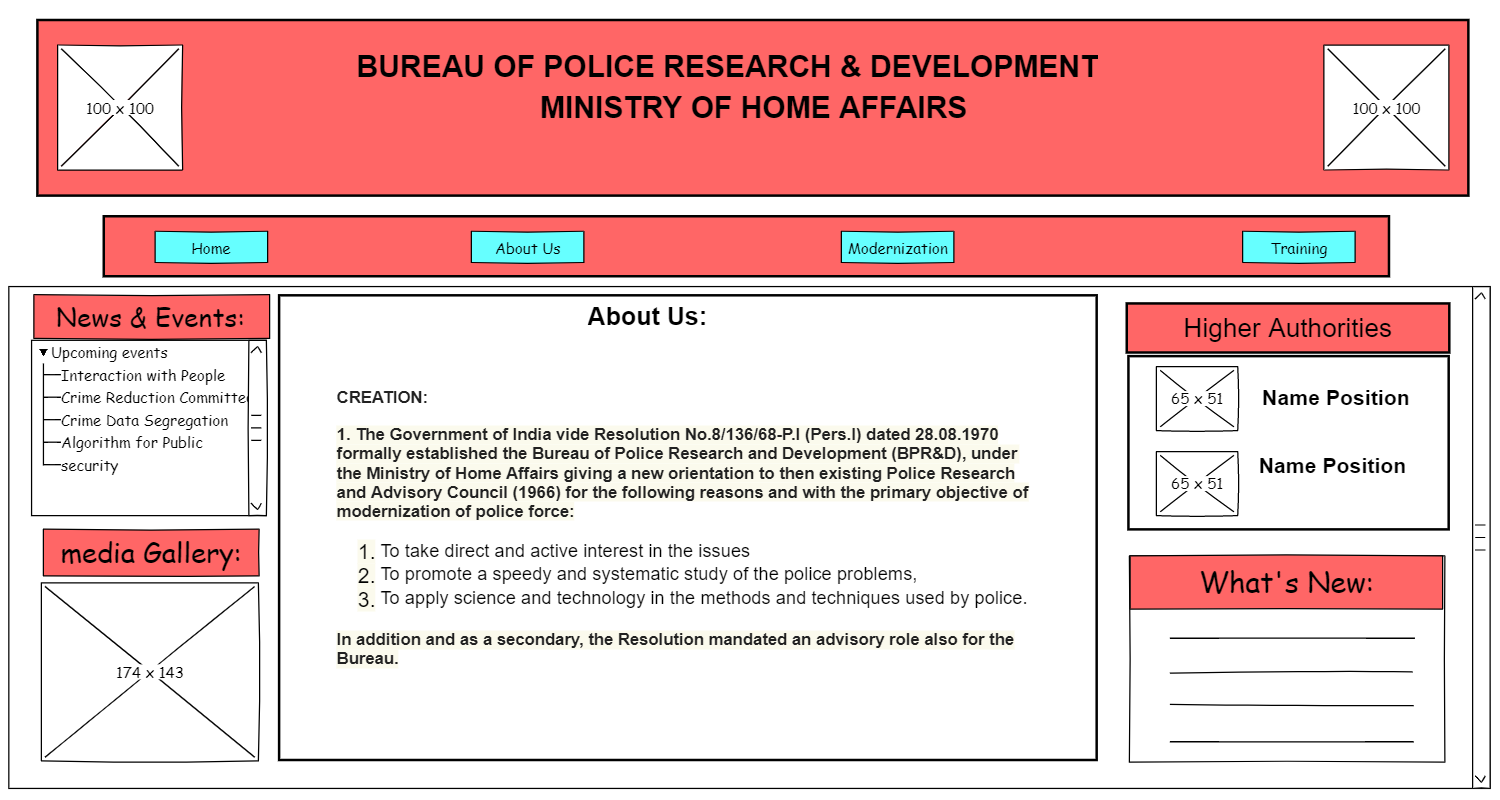 BUREAU OF POLICE RESEARCH & DEVELOPMENT
MINISTRY OF HOME AFFAIRS
100 x 100
100 x 100
Home
About Us
Modernization
Training
News & Events:
Upcoming events
Interaction with People
Crime Reduction Committee
Crime Data Segregation
Algorithm for Public
security
media Gallery:
174 x 143
About Us:
CREATION:
1. The Government of India vide Resolution No.8/136/68-P.I (Pers.I) dated 28.08.1970
formally established the Bureau of Police Research and Development (BPR&D), under
the Ministry of Home Affairs giving a new orientation to then existing Police Research
and Advisory Council (1966) for the following reasons and with the primary objective of
modernization of police force:
1. To take direct and active interest in the issues
2. To promote a speedy and systematic study of the police problems,
3. To apply science and technology in the methods and techniques used by police.
In addition and as a secondary, the Resolution mandated an advisory role also for the
Bureau.
Higher Authorities
65 x 51
Name Position
65 x 51
Name Position
What's New: